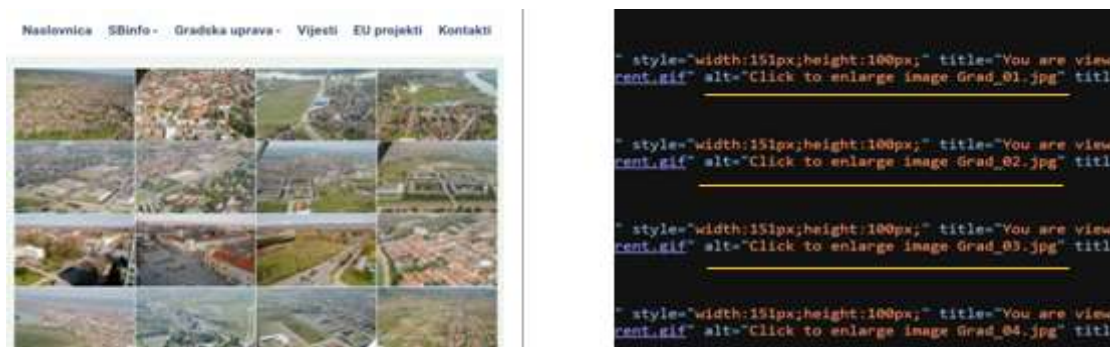 Naslovnica SBinfo Gradska uprava Vijesti EU projekti Kontakti
" style="width:151px;height:100px;" title="You are view
rent.gif" alt="Click to enlarge image Grad_01.jpg" titl
" style="width:151px;height:100px;" title="You are view
rent.gif" alt="Click to enlarge image Grad_02.jpg" titl
" style="width:151px;height:100px;" title="You are view
rent.gif" alt="Click to enlarge image Grad_03.jpg" titl
" style="width:151px;height:100px;" title="You are view
rent.gif" alt="Click to enlarge image Grad_04.jpg" titl